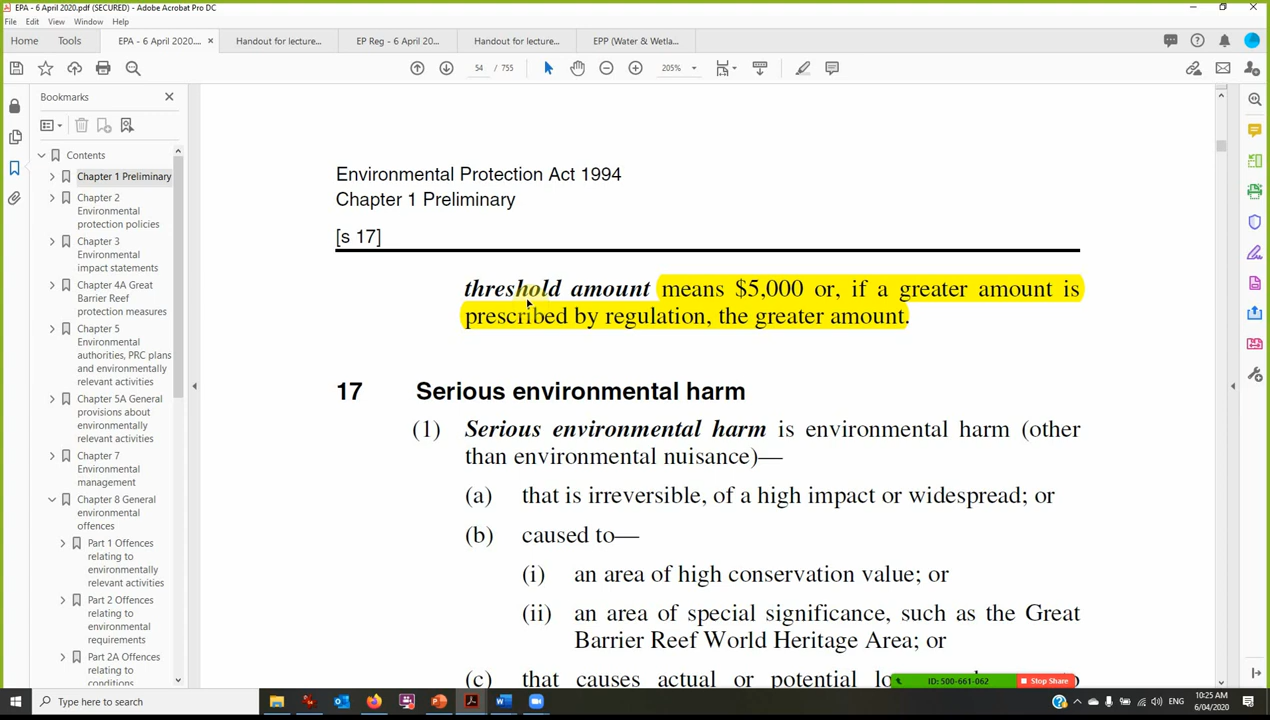 EPA - 6 April 2020.pdf (SECURED) - Adobe Acrobat Pro DC
File Edit View Window Help
Home Tools EPA - 6 April 2020.... × Handout for lecture... EP Reg - 6 April 20... Handout for lecture... EPP (Water & Wetla...
54 / 755 205%
Bookmarks ×
Contents
Chapter 1 Preliminary
Chapter 2
Environmental
protection policies
Chapter 3
Environmental
impact statements
Chapter 4A Great
Barrier Reef
protection measures
Chapter 5
Environmental
authorities, PRC plans
and environmentally
relevant activities
Chapter 5A General
provisions about
environmentally
relevant activities
Chapter 7
Environmental
management
Chapter 8 General
environmental
offences
Part 1 Offences
relating to
environmentally
relevant activities
Part 2 Offences
relating to
environmental
requirements
Part 2A Offences
relating to
conditions
Environmental Protection Act 1994
Chapter 1 Preliminary
[s 17]
threshold amount means $5,000 or, if a greater amount is
prescribed by regulation, the greater amount.
17 Serious environmental harm
(1) Serious environmental harm is environmental harm (other
than environmental nuisance)—
(a) that is irreversible, of a high impact or widespread; or
(b) caused to—
(i) an area of high conservation value; or
(ii) an area of special significance, such as the Great
Barrier Reef World Heritage Area; or
(c) that causes actual or potential
ID: 500-661-062 Stop Share
Type here to search
10:25 AM
6/04/2020